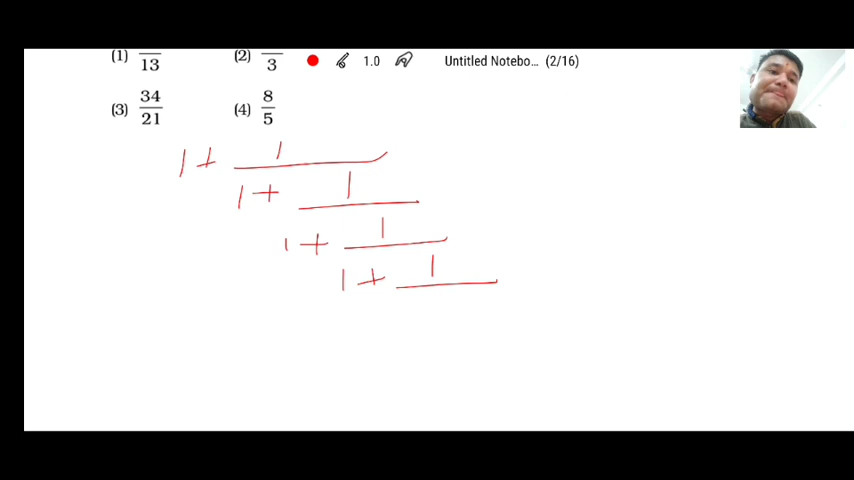 (1) 13 (2) 3 1.0 Untitled Notebo... (2/16)
(3) 34/21 (4) 8/5
1 + 1
1 + 1
1 + 1
1 + 1